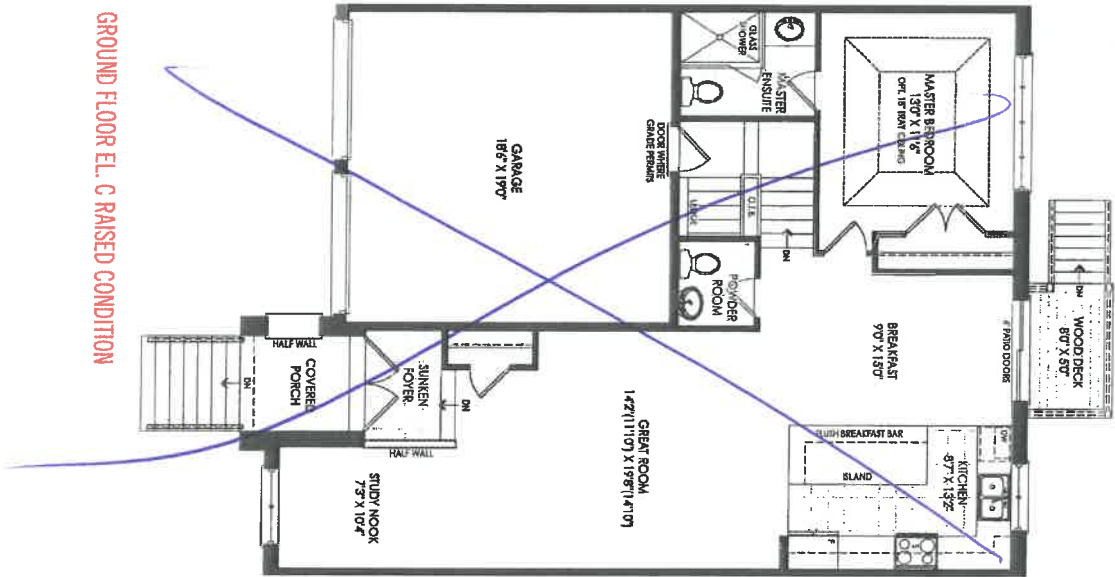 GROUND FLOOR EL. C RAISED CONDITION
GLASS
SHOWER
MASTER
ENSUITE
MASTER BEDROOM
13'0" X 11'6"
OPT. 18" TRAY CEILING
DOOR WHERE
GRADE PERMITS
GARAGE
18'6" X 19'0"
LEDGE
O.T.B.
DN
POWDER
ROOM
DN
WOOD DECK
8'0" X 5'0"
6' PATIO DOORS
BREAKFAST
9'0" X 15'0"
HALF WALL
COVERED
PORCH
DN
SUNKEN
FOYER
DN
HALF WALL
GREAT ROOM
14'2"(11'10") X 19'8"(14'10")
STUDY NOOK
7'3" X 10'4"
FLUSH BREAKFAST BAR
ISLAND
KITCHEN
8'7" X 13'2"
DW
F